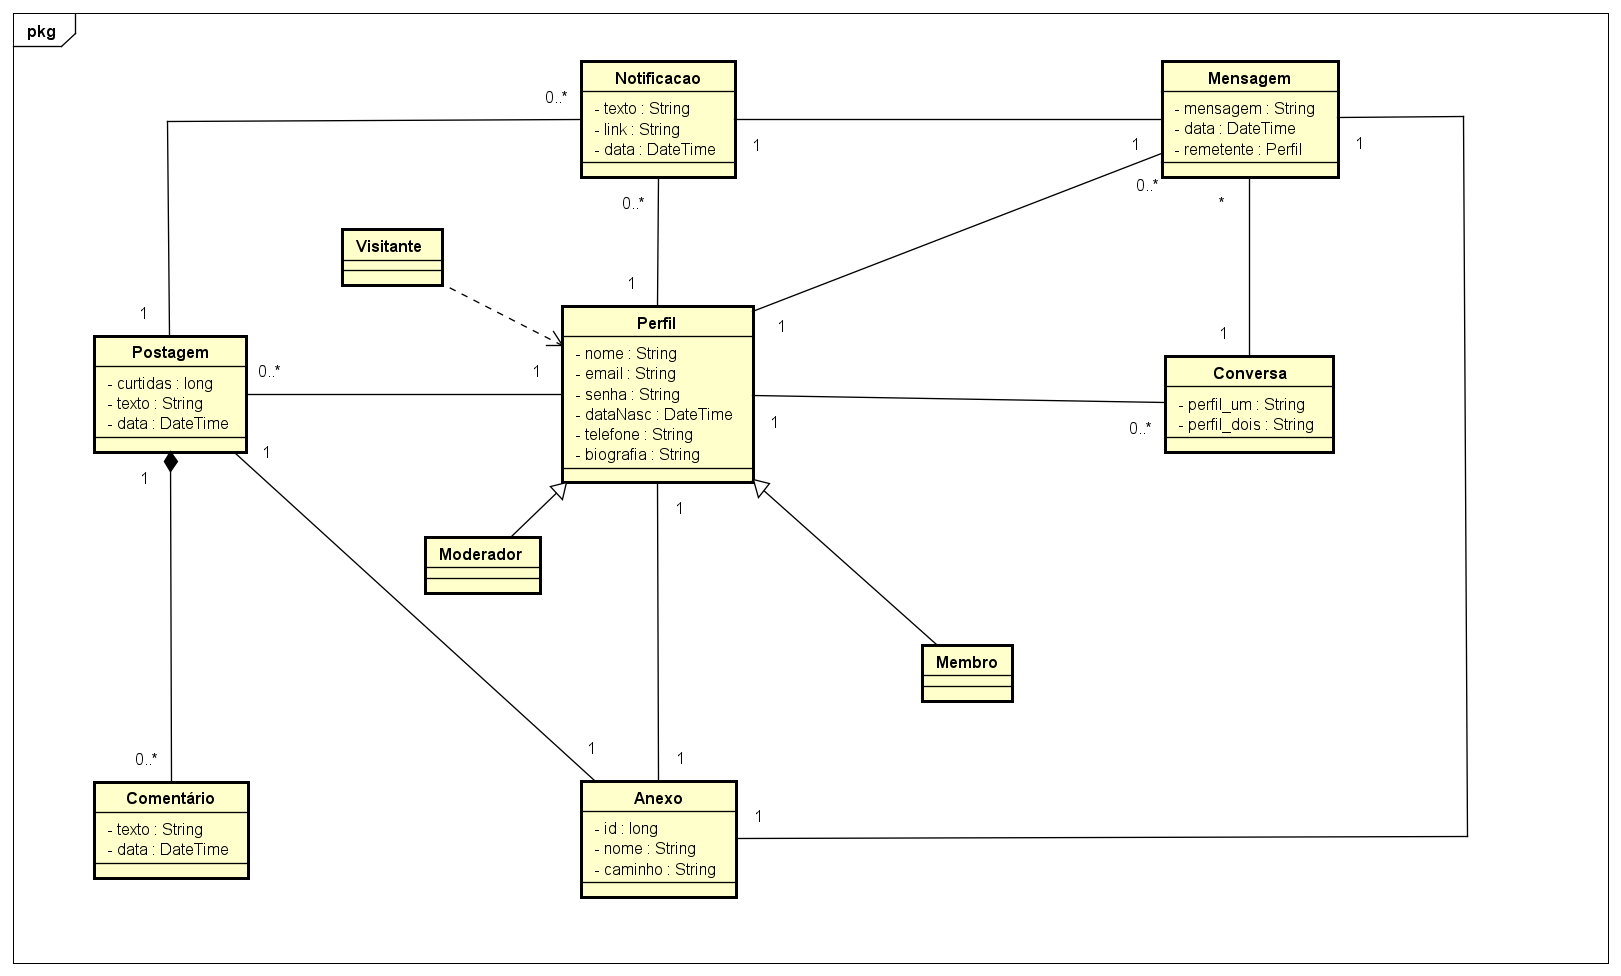 pkg
Notificacao
- texto : String
- link : String
- data : DateTime
Mensagem
- mensagem : String
- data : DateTime
- remetente : Perfil
0..*
1
1
1
0..*
0..*
*
Visitante
1
1
1
1
Perfil
- nome : String
- email : String
- senha : String
- dataNasc : DateTime
- telefone : String
- biografia : String
Postagem
- curtidas : long
- texto : String
- data : DateTime
0..*
1
Conversa
- perfil_um : String
- perfil_dois : String
1
0..*
1
1
1
Moderador
Membro
0..*
1
1
1
Comentário
- texto : String
- data : DateTime
Anexo
- id : long
- nome : String
- caminho : String